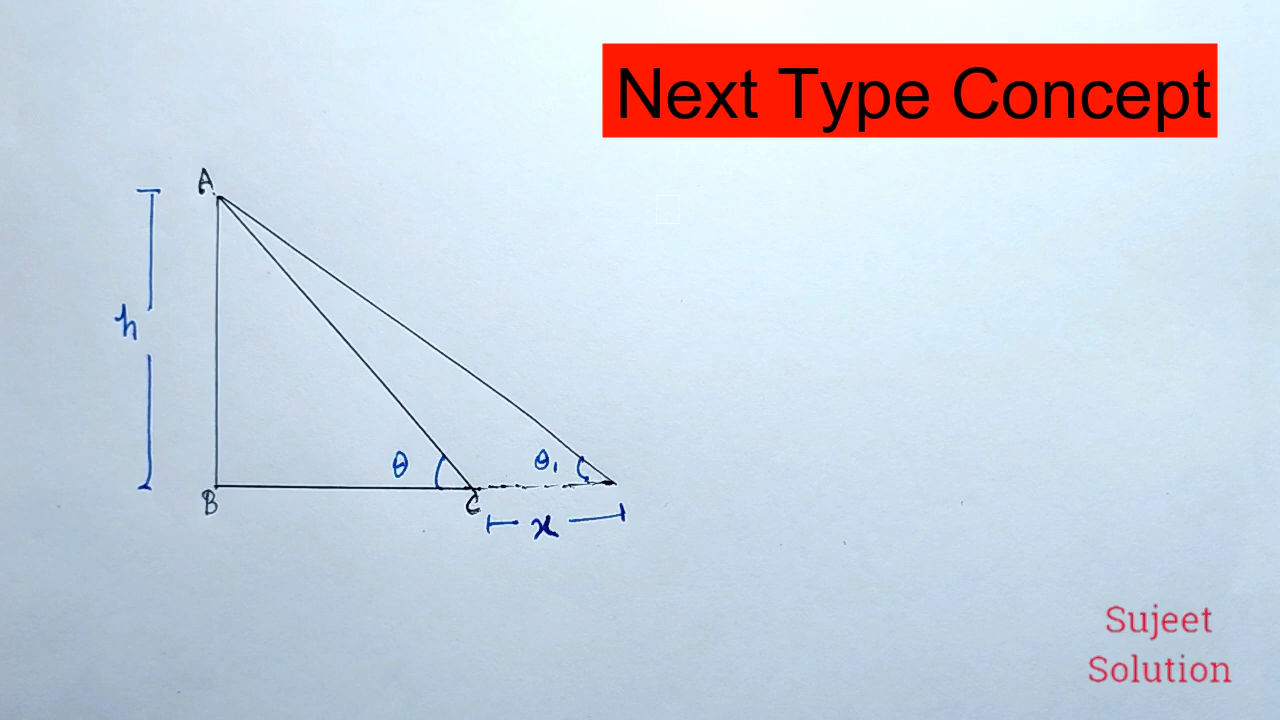 Next Type Concept
A
h
θ
θ₁
B
C
x
Sujeet
Solution